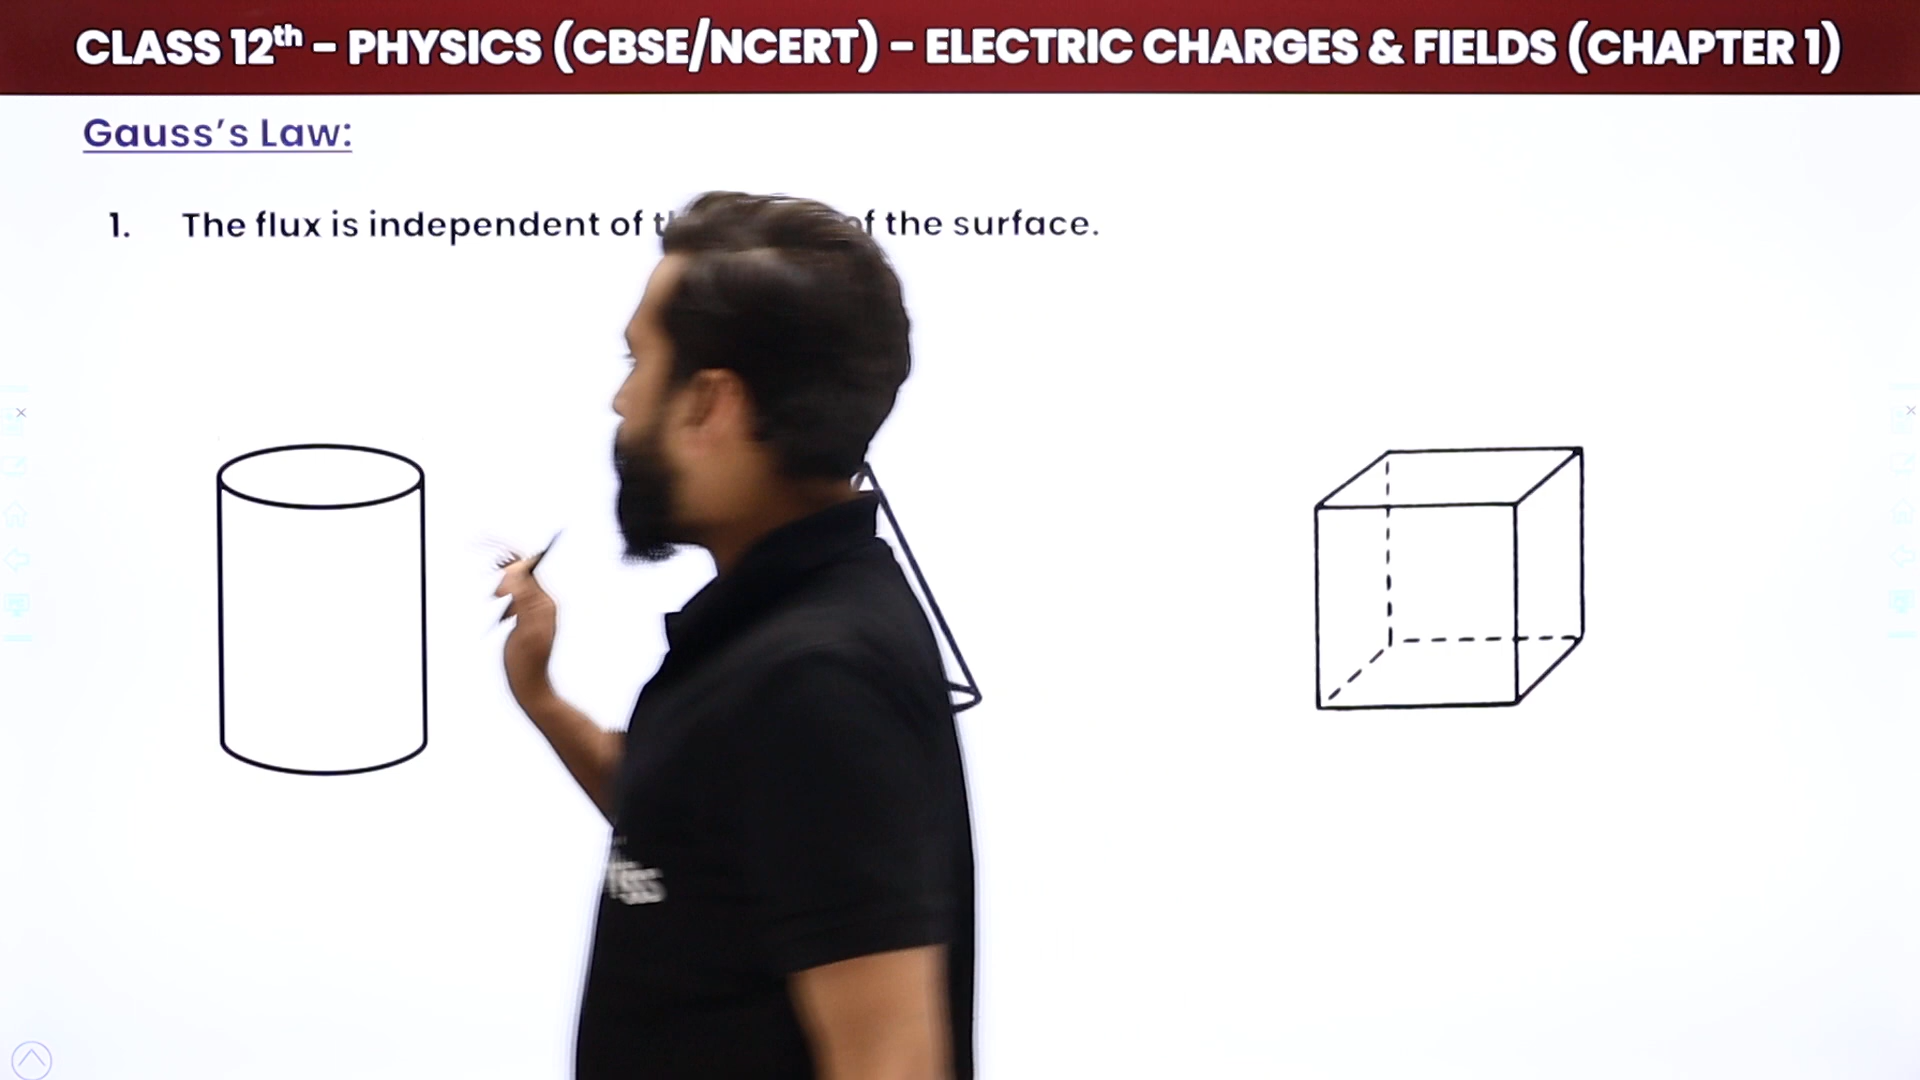 CLASS 12th – PHYSICS (CBSE/NCERT) – ELECTRIC CHARGES & FIELDS (CHAPTER 1)
Gauss's Law:
1. The flux is independent of of the surface.